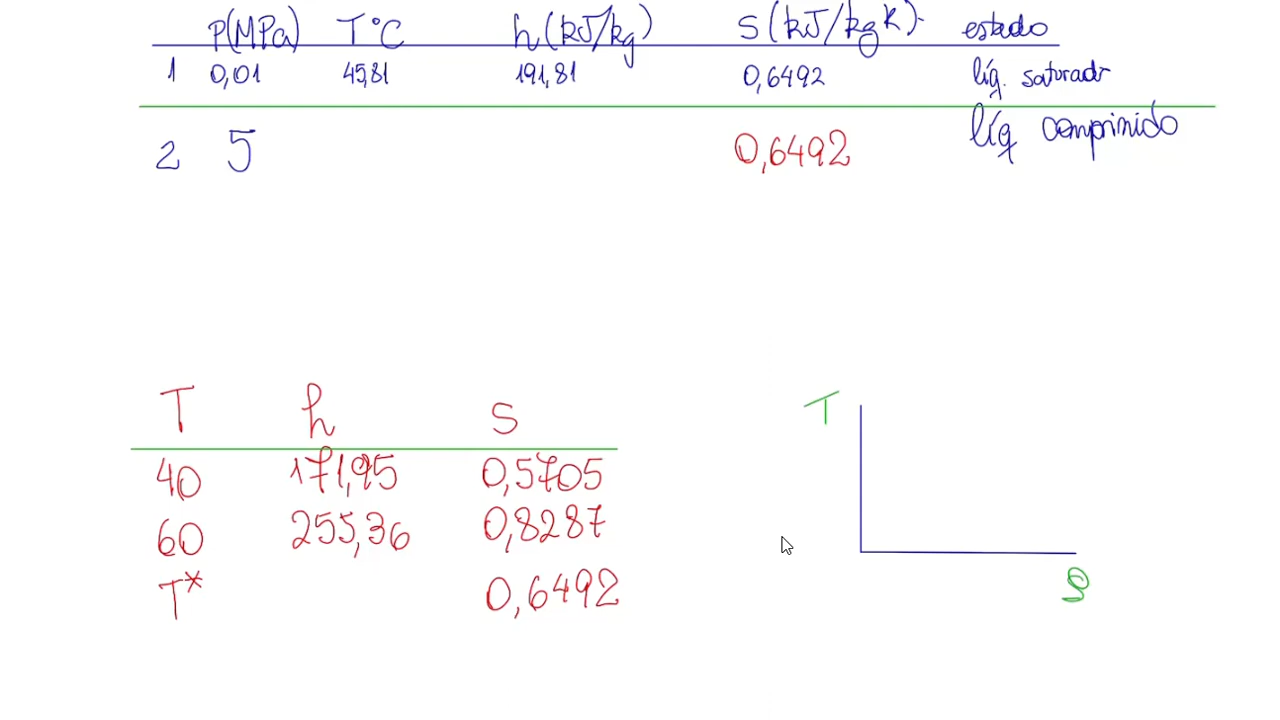 P(MPa) T°C h(kJ/kg) s(kJ/kgK) estado
1 0,01 45,81 191,81 0,6492 líq. saturado
2 5 0,6492 líq comprimido
T h s
40 171,95 0,5705
60 255,36 0,8287
T* 0,6492
T
S